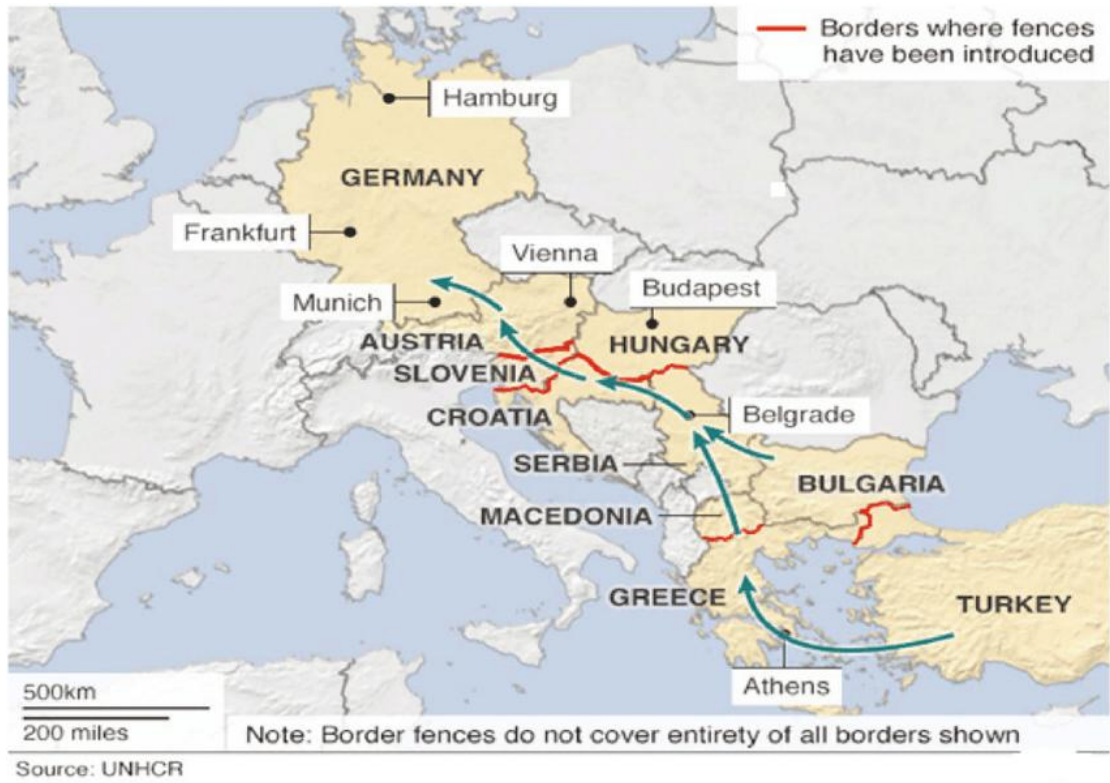 Borders where fences
have been introduced
Hamburg
GERMANY
Frankfurt
Vienna
Budapest
Munich
AUSTRIA
HUNGARY
SLOVENIA
CROATIA
Belgrade
SERBIA
BULGARIA
MACEDONIA
GREECE
TURKEY
Athens
500km
200 miles
Note: Border fences do not cover entirety of all borders shown
Source: UNHCR